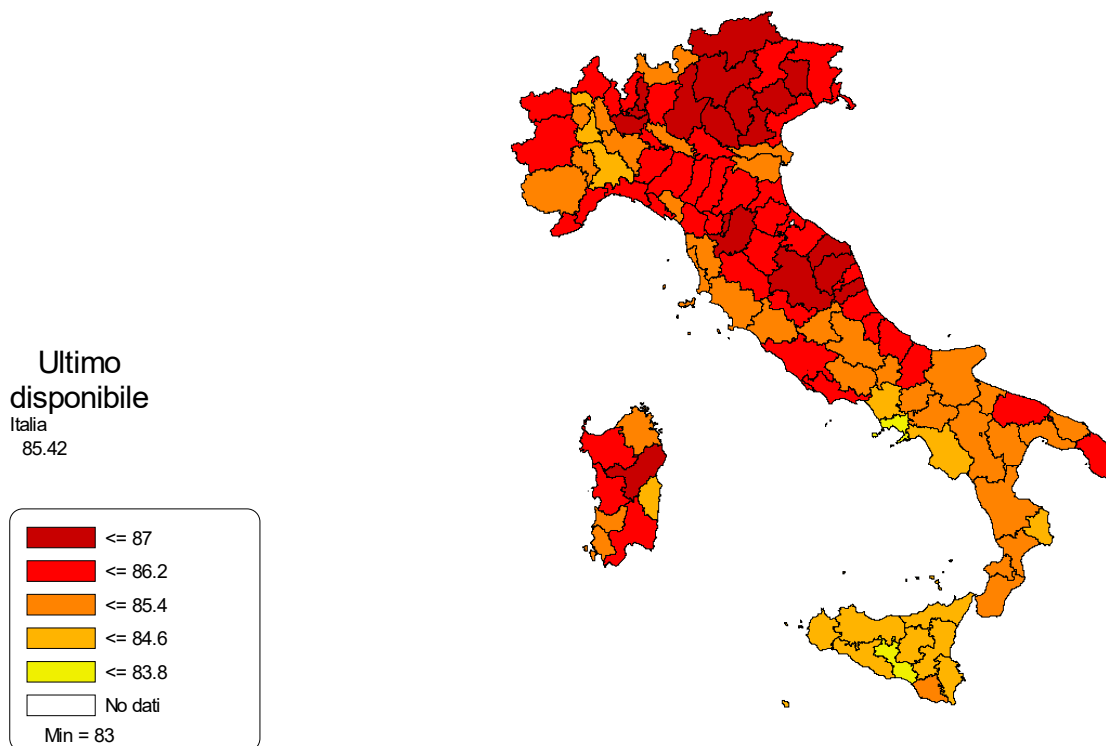 Ultimo
disponibile
Italia
85.42
<= 87
<= 86.2
<= 85.4
<= 84.6
<= 83.8
No dati
Min = 83